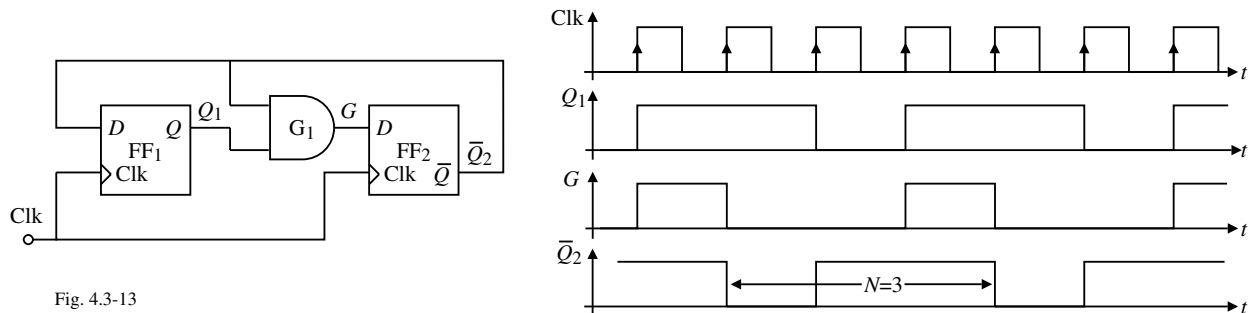 Q₁
G
D
Q
G₁
D
FF₁
FF₂
Q̅₂
Clk
Clk
Q̅
Clk
Fig. 4.3-13
Clk
t
Q₁
t
G
t
Q̅₂
N=3
t